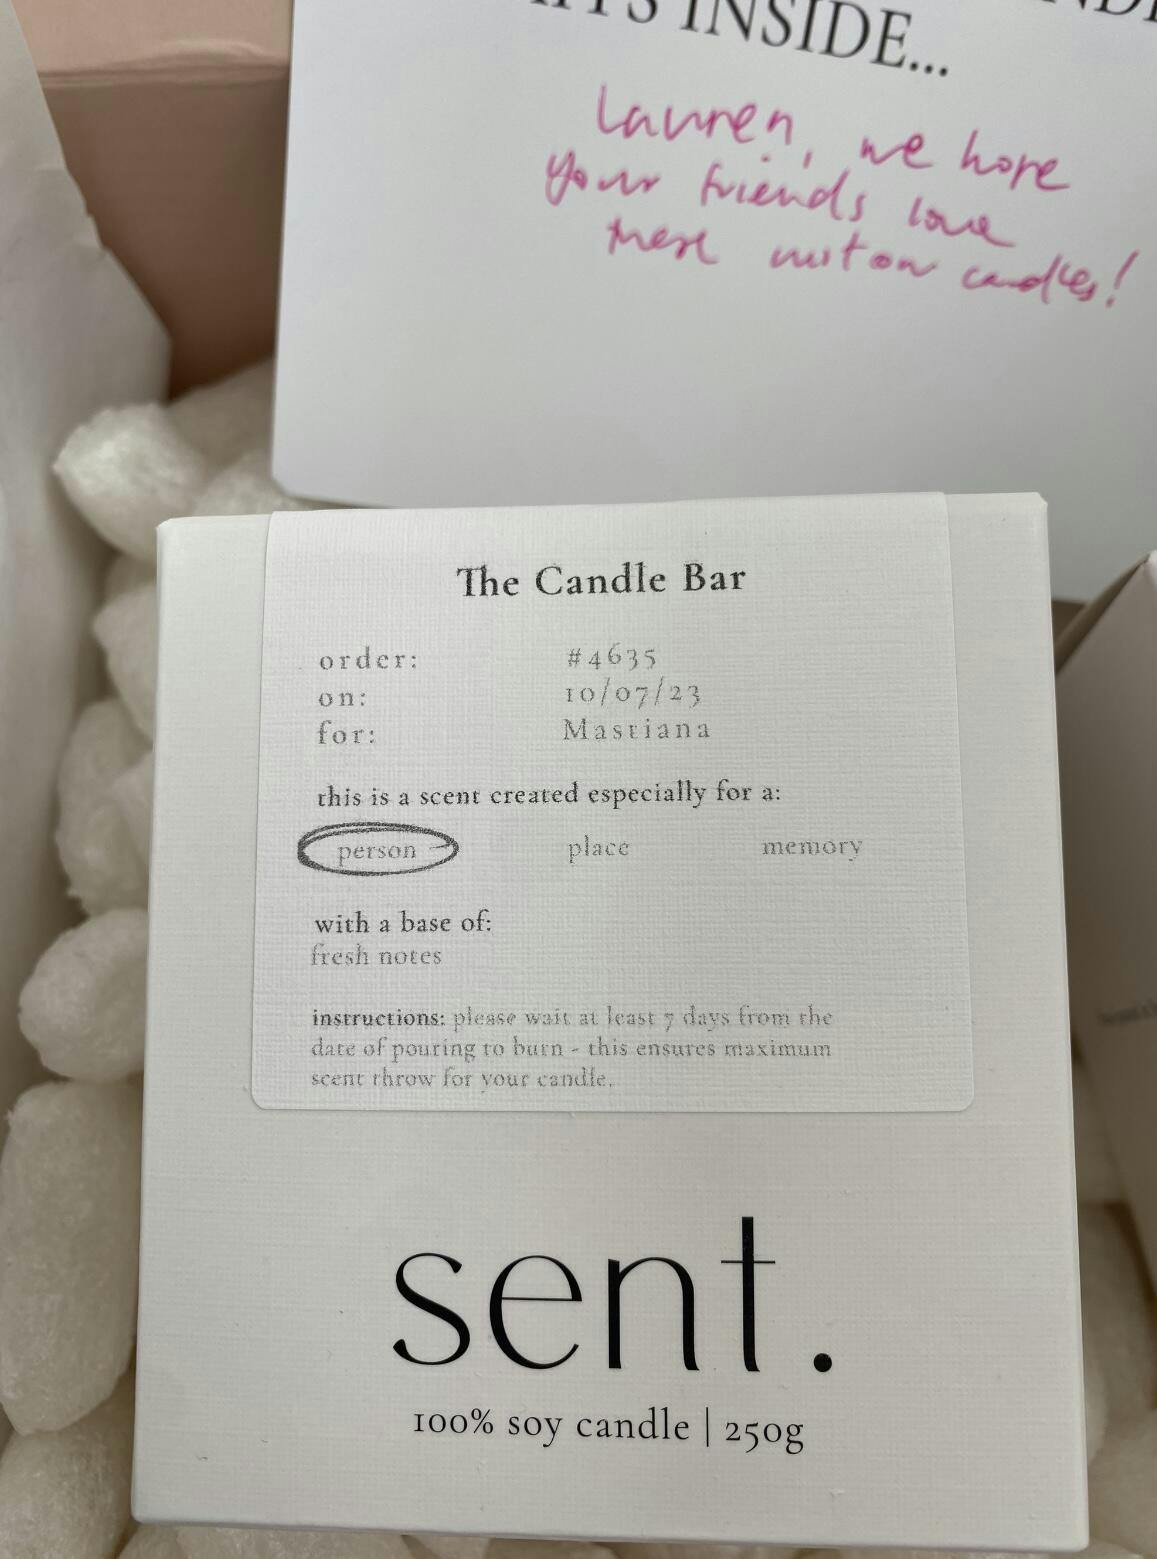 INSIDE...
Lauren, we hope
your friends love
these custom candles!
The Candle Bar
order: #4635
on: 10/07/23
for: Mastiana
this is a scent created especially for a:
person place memory
with a base of:
fresh notes
instructions: please wait at least 7 days from the
date of pouring to burn - this ensures maximum
scent throw for your candle.
sent.
100% soy candle | 250g